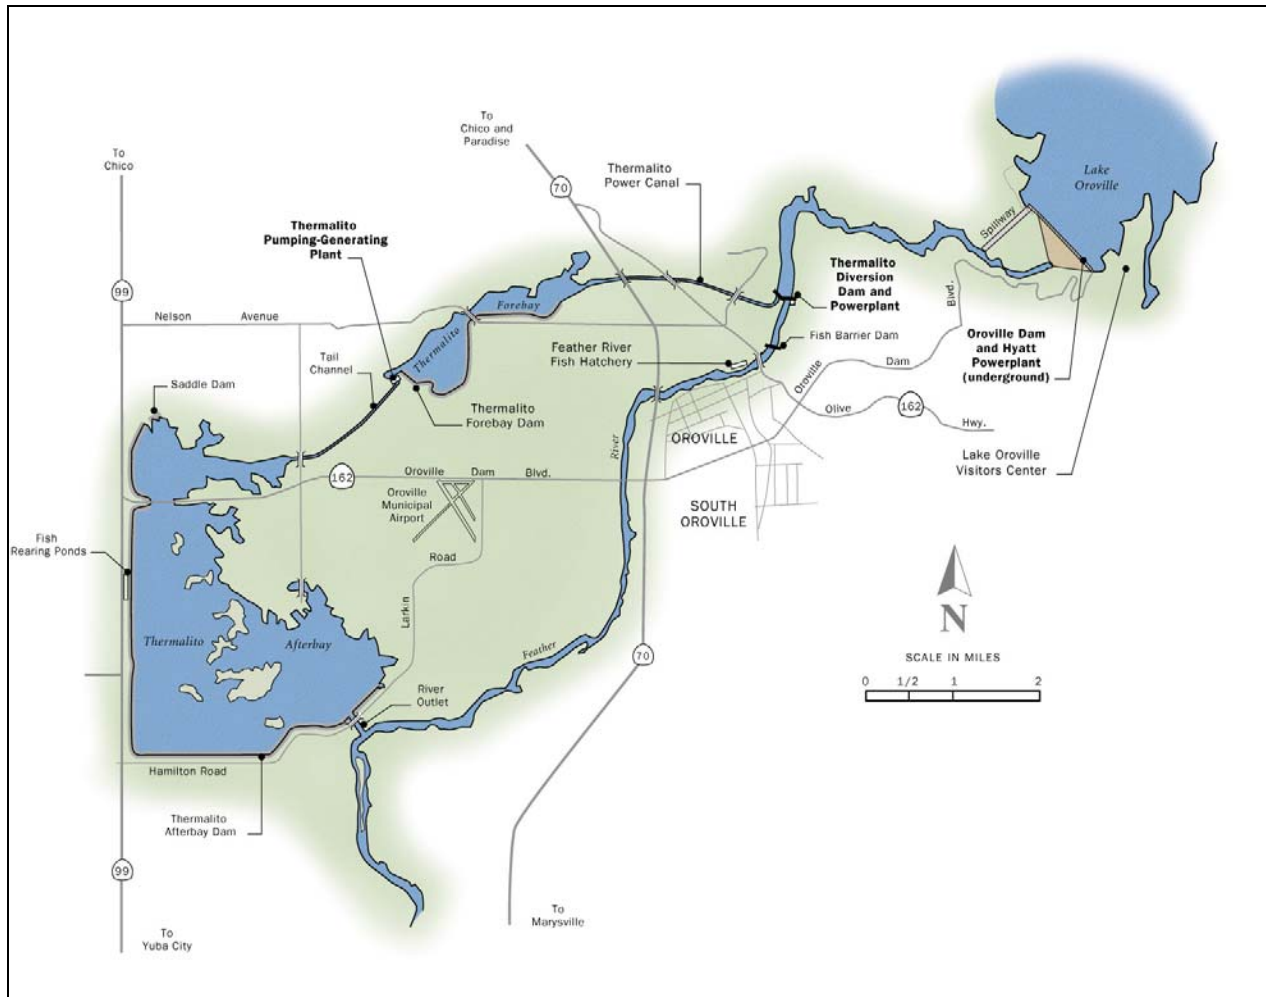 To
Chico and
Paradise
To
Chico
70
Thermalito
Power Canal
Lake
Oroville
Spillway
Thermalito
Pumping-Generating
Plant
99
Thermalito
Diversion
Dam and
Powerplant
Blvd.
Forebay
Nelson Avenue
Thermalito
Fish Barrier Dam
Oroville Dam
and Hyatt
Powerplant
(underground)
Feather River
Fish Hatchery
Tail
Channel
Saddle Dam
Dam
Oroville
Thermalito
Forebay Dam
Olive
162
Hwy.
OROVILLE
River
Lake Oroville
Visitors Center
162
Oroville Dam Blvd.
Oroville
Municipal
Airport
SOUTH
OROVILLE
Fish
Rearing Ponds
Road
Larkin
N
Thermalito
Afterbay
Feather
70
SCALE IN MILES
0 1/2 1 2
River
Outlet
Hamilton Road
Thermalito
Afterbay Dam
99
To
Marysville
To
Yuba City